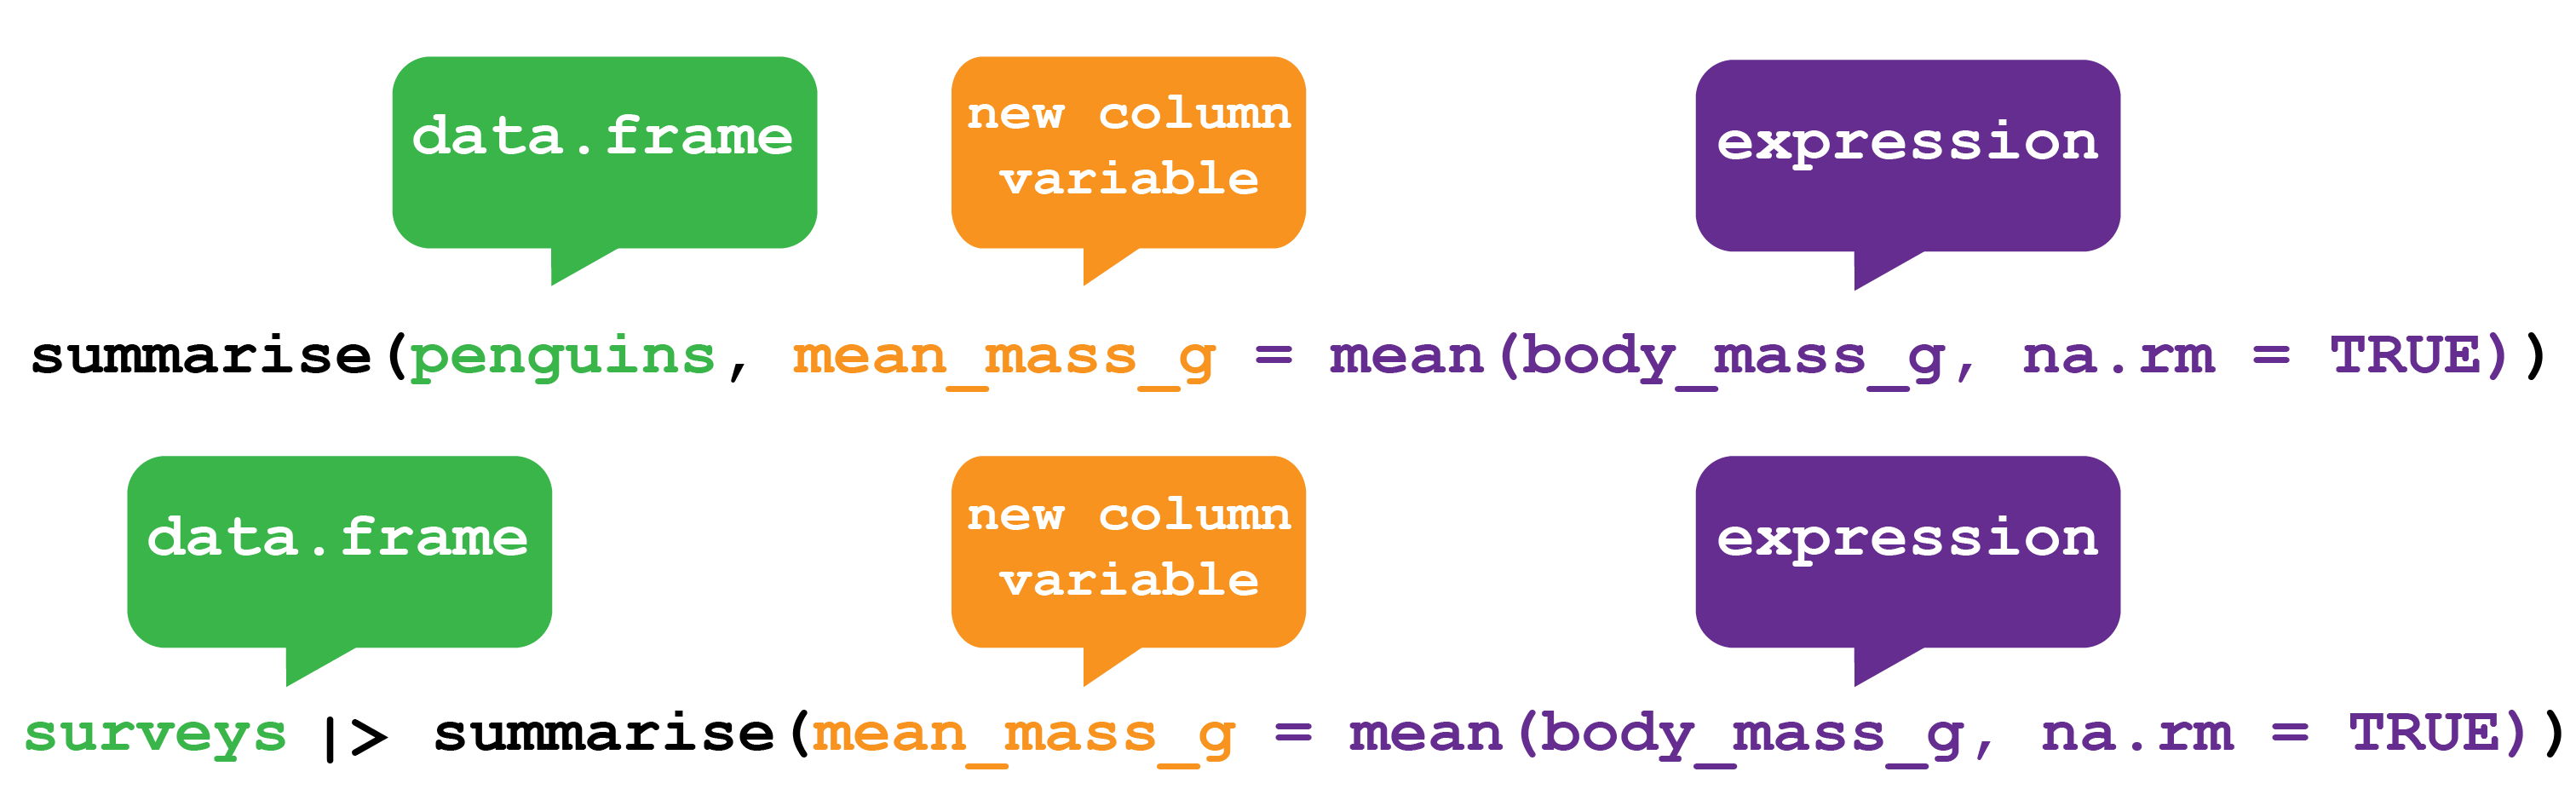 data.frame
new column
variable
expression
summarise(penguins, mean_mass_g = mean(body_mass_g, na.rm = TRUE))
data.frame
new column
variable
expression
surveys |> summarise(mean_mass_g = mean(body_mass_g, na.rm = TRUE))